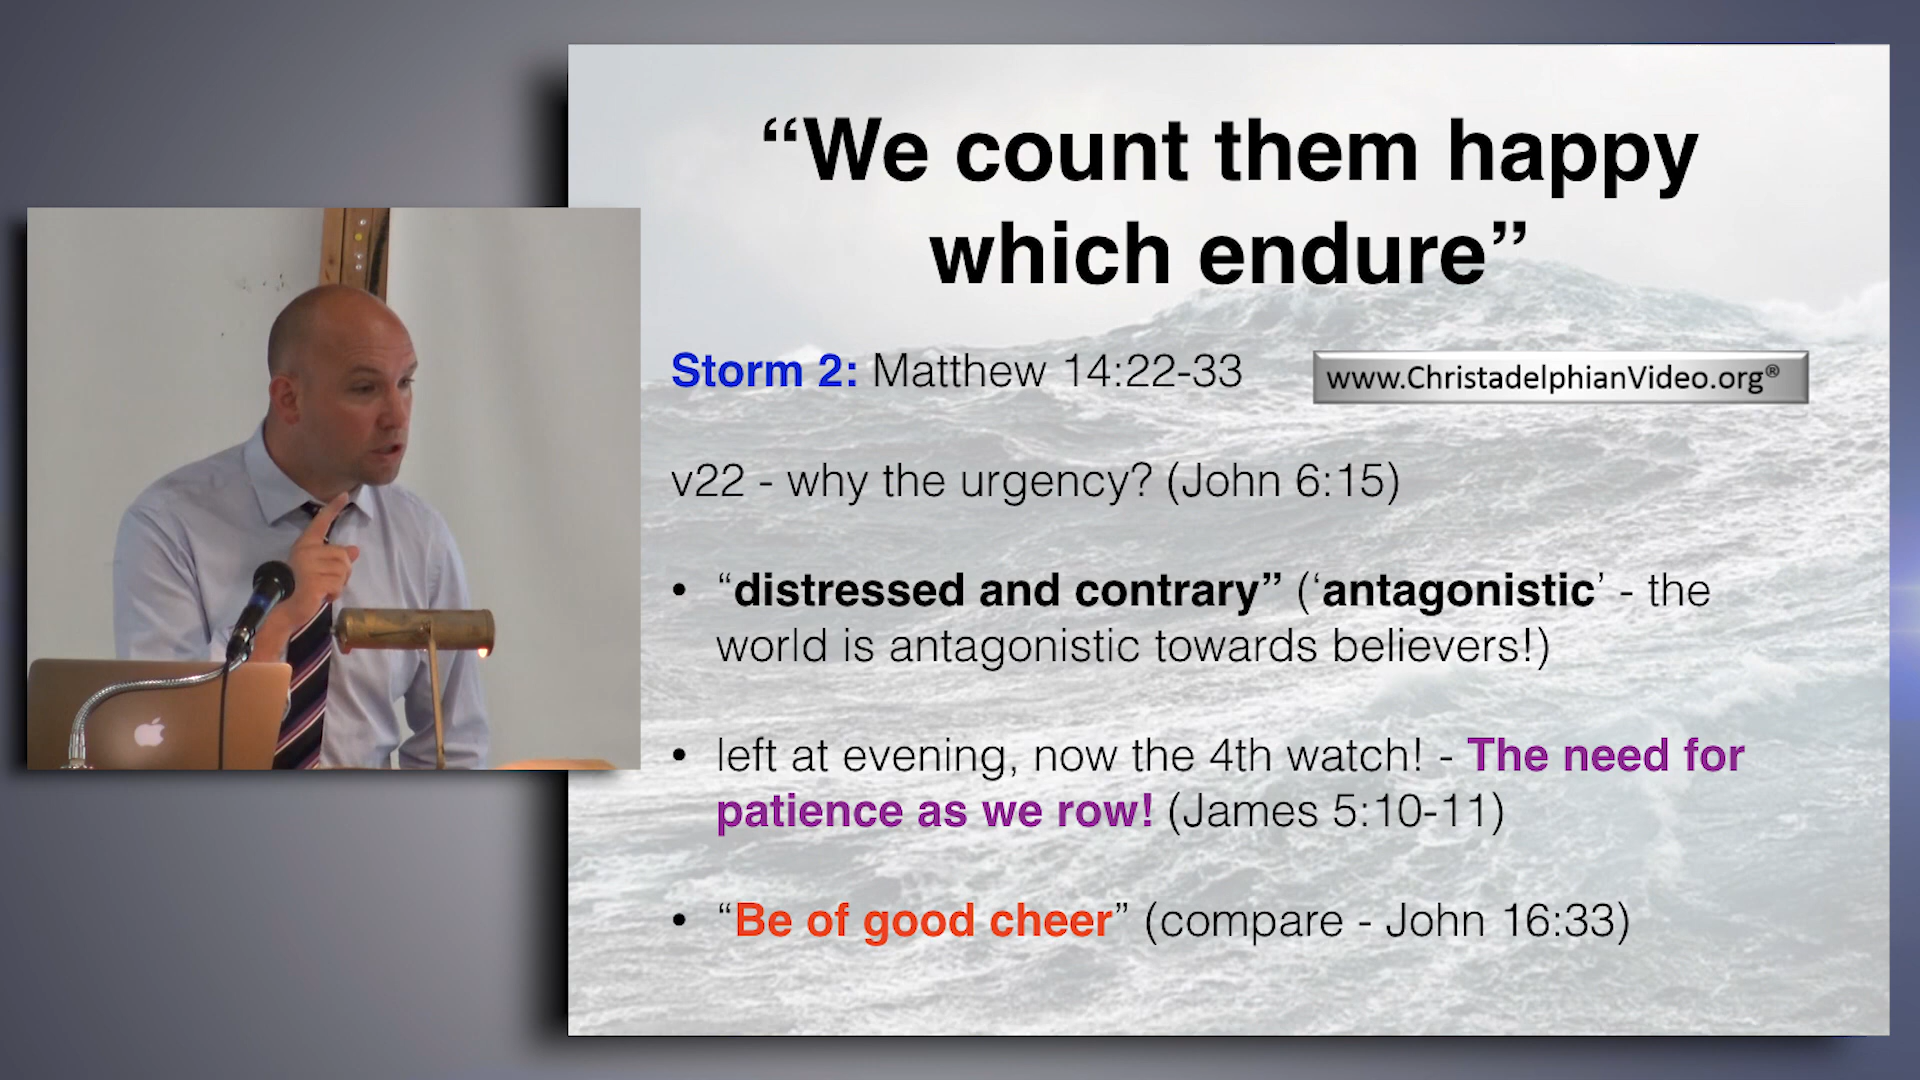 “We count them happy
which endure”
Storm 2: Matthew 14:22-33
www.ChristadelphianVideo.org®
v22 - why the urgency? (John 6:15)
• “distressed and contrary” (‘antagonistic’ - the
world is antagonistic towards believers!)
• left at evening, now the 4th watch! - The need for
patience as we row! (James 5:10-11)
• “Be of good cheer” (compare - John 16:33)